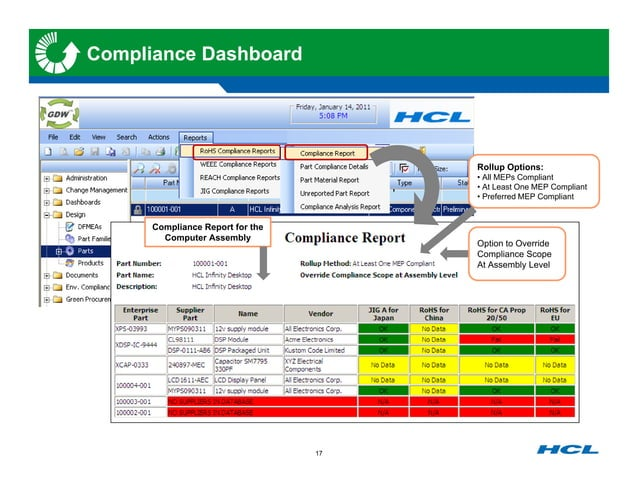 Compliance Dashboard
GDW
Friday, January 14, 2011
5:08 PM
HCL
File Edit View Search Actions Reports
RoHS Compliance Reports
WEEE Compliance Reports
REACH Compliance Reports
JIG Compliance Reports
Compliance Report
Part Compliance Details
Part Material Report
Unreported Part Report
Compliance Analysis Report
Size:
Type
100001-001 A HCL Infinity
Administration
Change Management
Dashboards
Design
DFMEAs
Part Familie
Parts
Products
Documents
Env. Complianc
Green Procurem
Rollup Options:
• All MEPs Compliant
• At Least One MEP Compliant
• Preferred MEP Compliant
Option to Override
Compliance Scope
At Assembly Level
Compliance Report for the
Computer Assembly
Compliance Report
Part Number: 100001-001 Rollup Method: At Least One MEP Compliant
Part Name: HCL Infinity Desktop Override Compliance Scope at Assembly Level
Description: HCL Infinity Desktop
Enterprise Part Supplier Part Name Vendor JIG A for Japan RoHS for China RoHS for CA Prop 20/50 RoHS for EU
XPS-03993 MYPS090311 12v supply module All Electronics Corp. OK No Data OK OK
XDSP-IC-9444 CL98111 DSP Module Acme Electronics OK No Data Fail Fail
DSP-0111-AB6 DSP Packaged Unit Kustom Code Limited OK No Data OK OK
XCAP-0333 240897-MEC Capacitor SM7795 330PF XYZ Electrical Components No Data No Data No Data No Data
100004-001 LCD1611-AEC LCD Display Panel All Electronics Corp. No Data No Data No Data No Data
MYPS090311 12v supply module All Electronics Corp. OK No Data OK OK
100003-001 NO SUPPLIERS IN DATABASE N/A N/A N/A N/A
100002-001 NO SUPPLIERS IN DATABASE N/A N/A N/A N/A
17
HCL